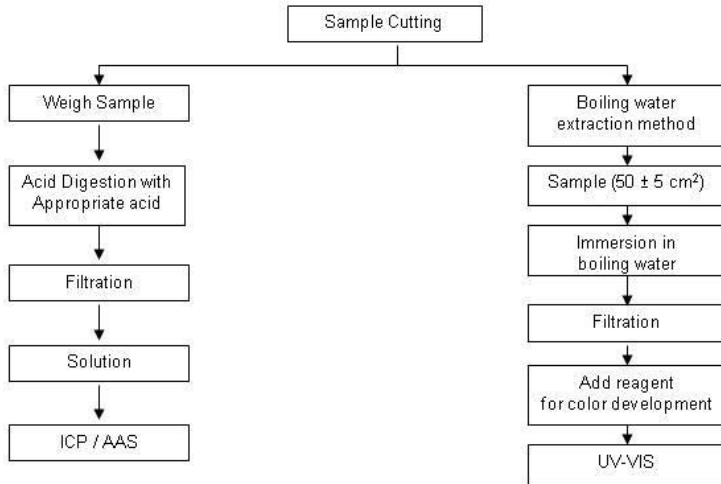 Sample Cutting
Weigh Sample
Acid Digestion with
Appropriate acid
Filtration
Solution
ICP / AAS
Boiling water
extraction method
Sample (50 ± 5 cm²)
Immersion in
boiling water
Filtration
Add reagent
for color development
UV-VIS